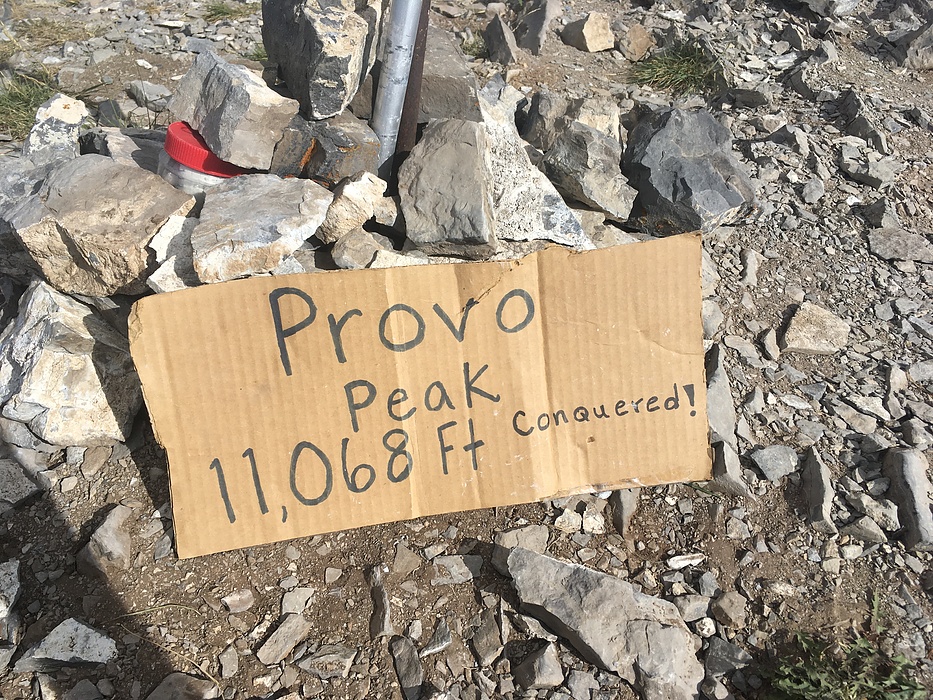 Provo
Peak
11,068 Ft
Conquered!